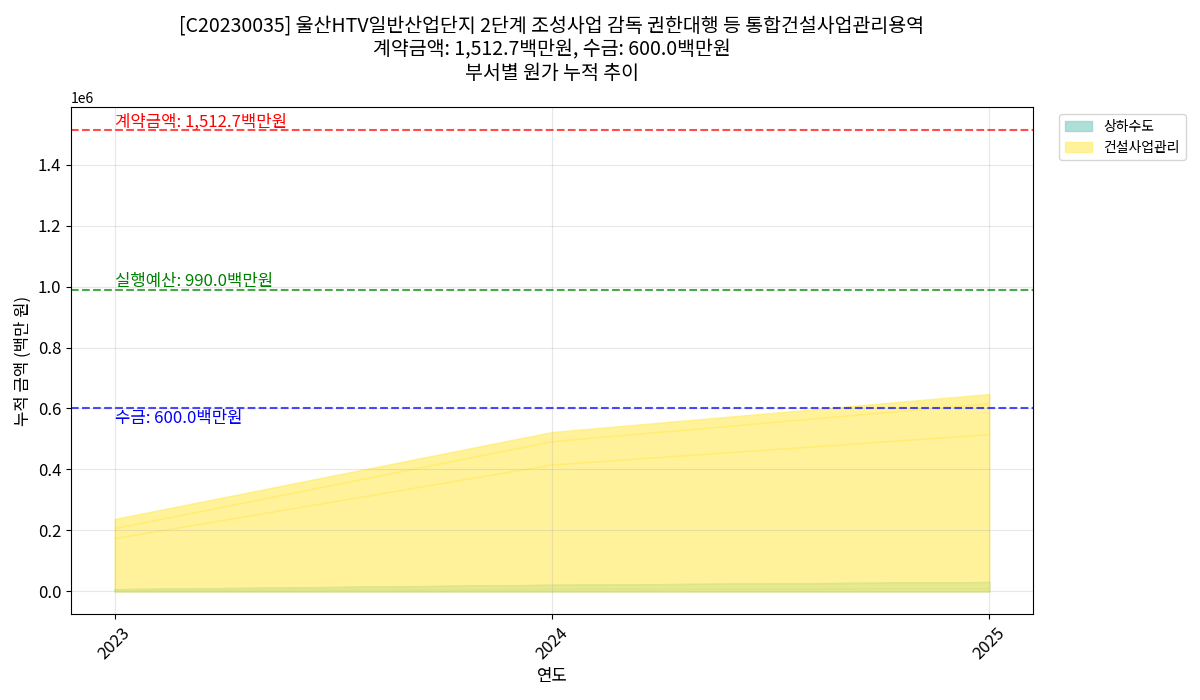 [C20230035] 울산HTV일반산업단지 2단계 조성사업 감독 권한대행 등 통합건설사업관리용역
계약금액: 1,512.7백만원, 수금: 600.0백만원
부서별 원가 누적 추이
1e6
계약금액: 1,512.7백만원
상하수도
건설사업관리
1.4
1.2
실행예산: 990.0백만원
1.0
0.8
0.6
수금: 600.0백만원
0.4
0.2
0.0
누적 금액 (백만 원)
2023
2024
2025
연도